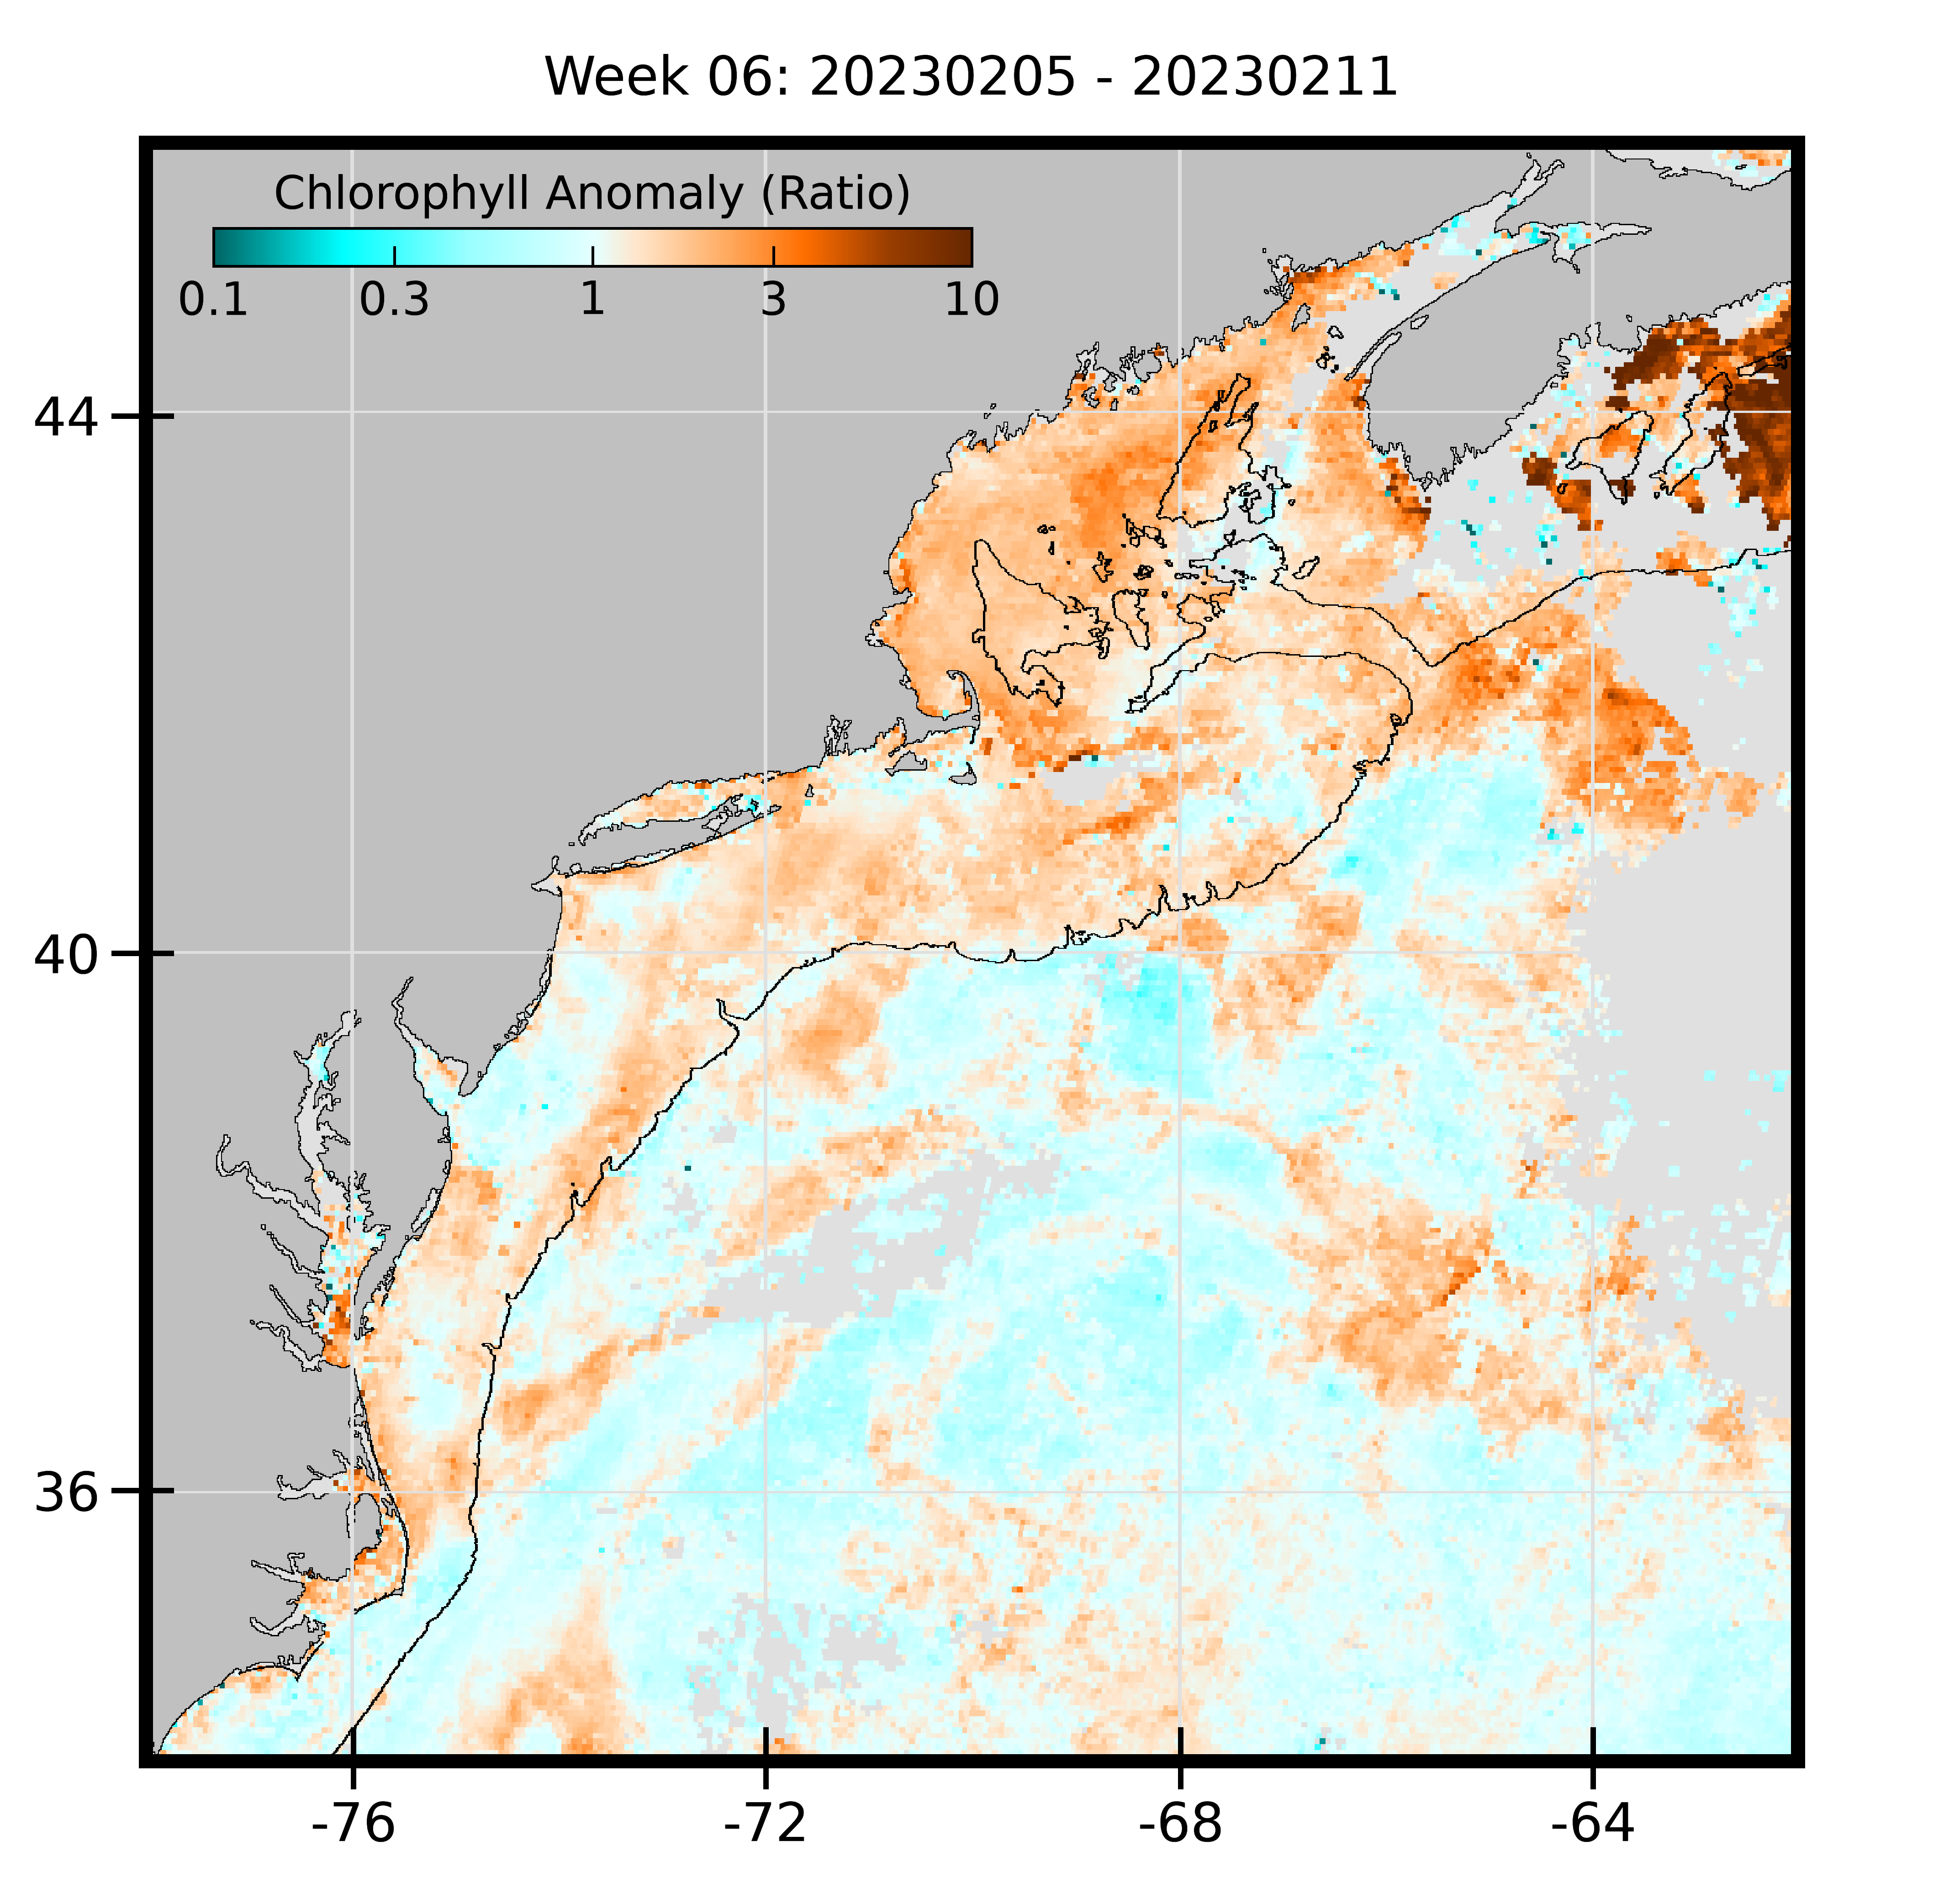 Week 06: 20230205 - 20230211
Chlorophyll Anomaly (Ratio)
0.1 0.3 1 3 10
44
40
36
-76 -72 -68 -64